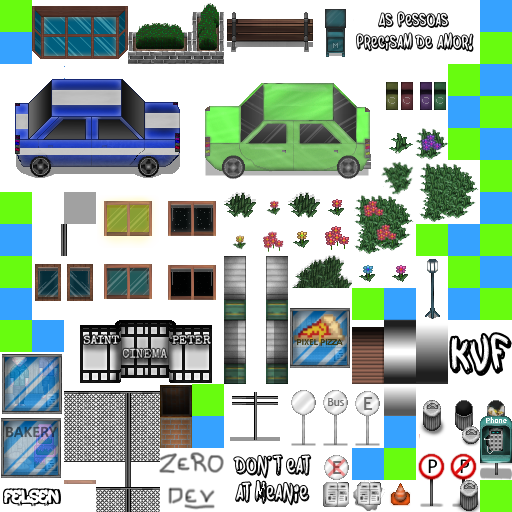 AS PESSOAS
PRECISAM DE AMOR!
M
SAINT
PETER
CINEMA
PIXEL PIZZA
KVF
BAKERY
Bus
E
Phone
ZERO
DEV
DON'T EAT
AT MEANIE
E
P
P
FELSEN